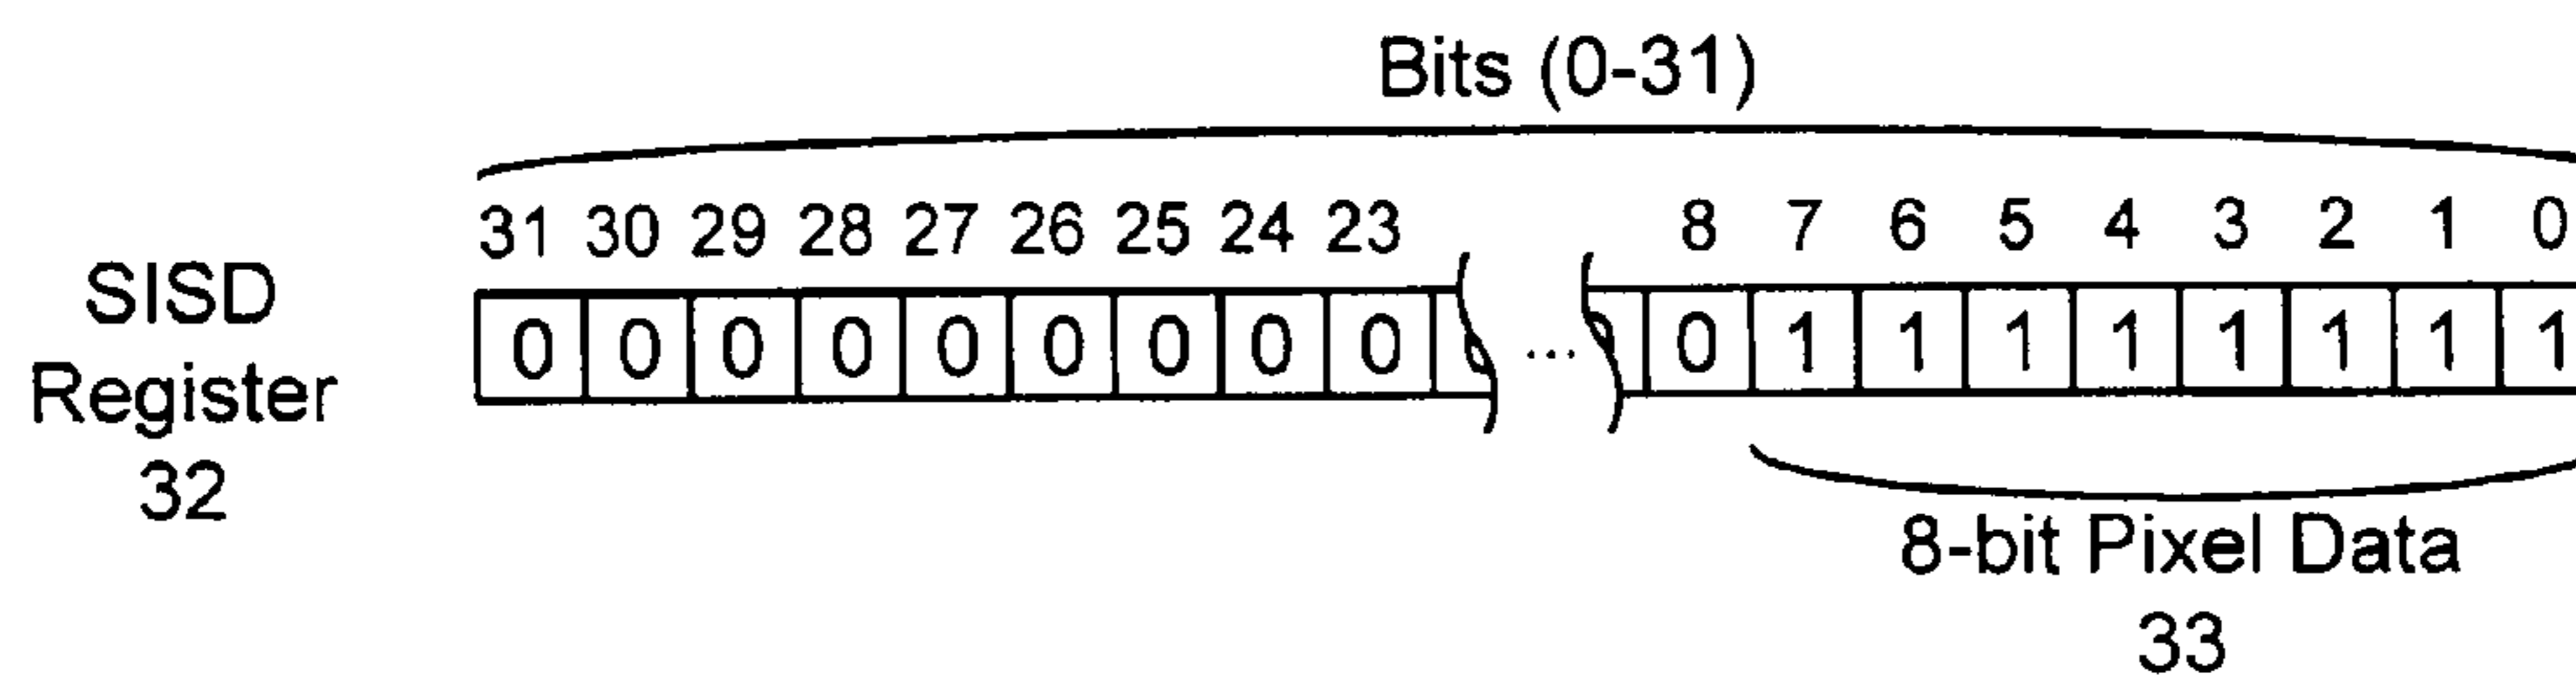 Bits (0-31)
31 30 29 28 27 26 25 24 23 8 7 6 5 4 3 2 1 0
SISD
Register
32
0 0 0 0 0 0 0 0 0 0 ... 0 1 1 1 1 1 1 1 1
8-bit Pixel Data
33